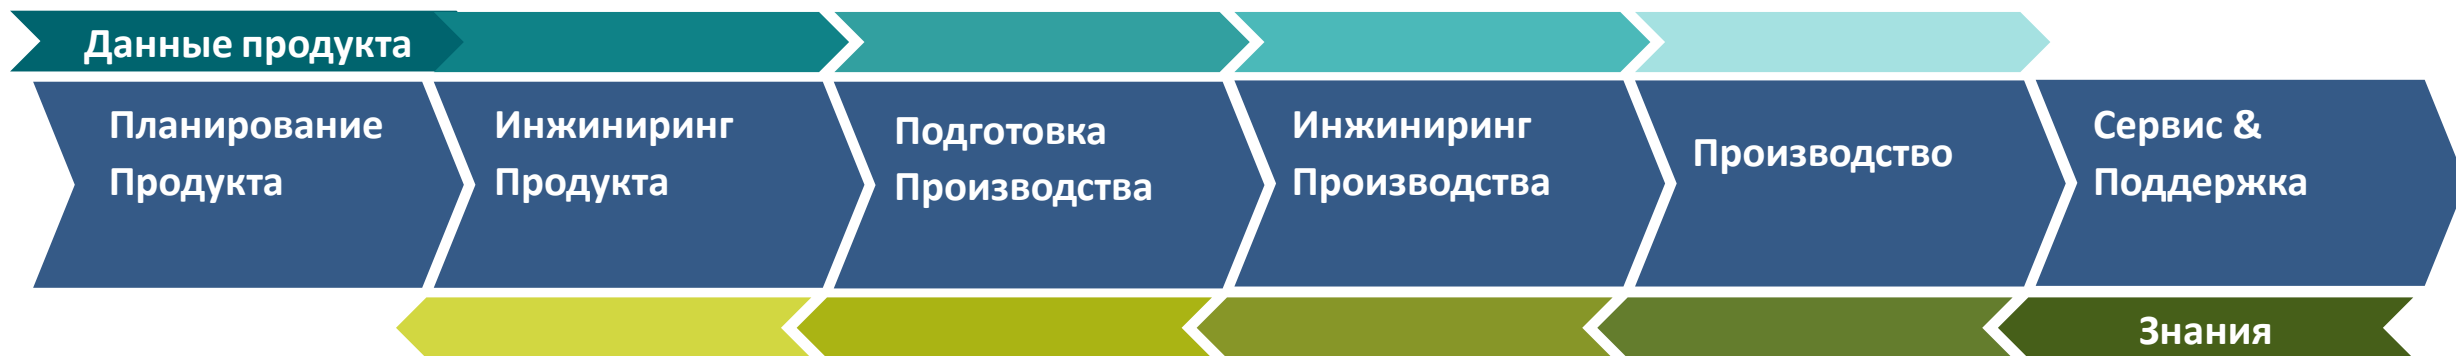 Данные продукта
Планирование
Продукта
Инжиниринг
Продукта
Подготовка
Производства
Инжиниринг
Производства
Производство
Сервис &
Поддержка
Знания